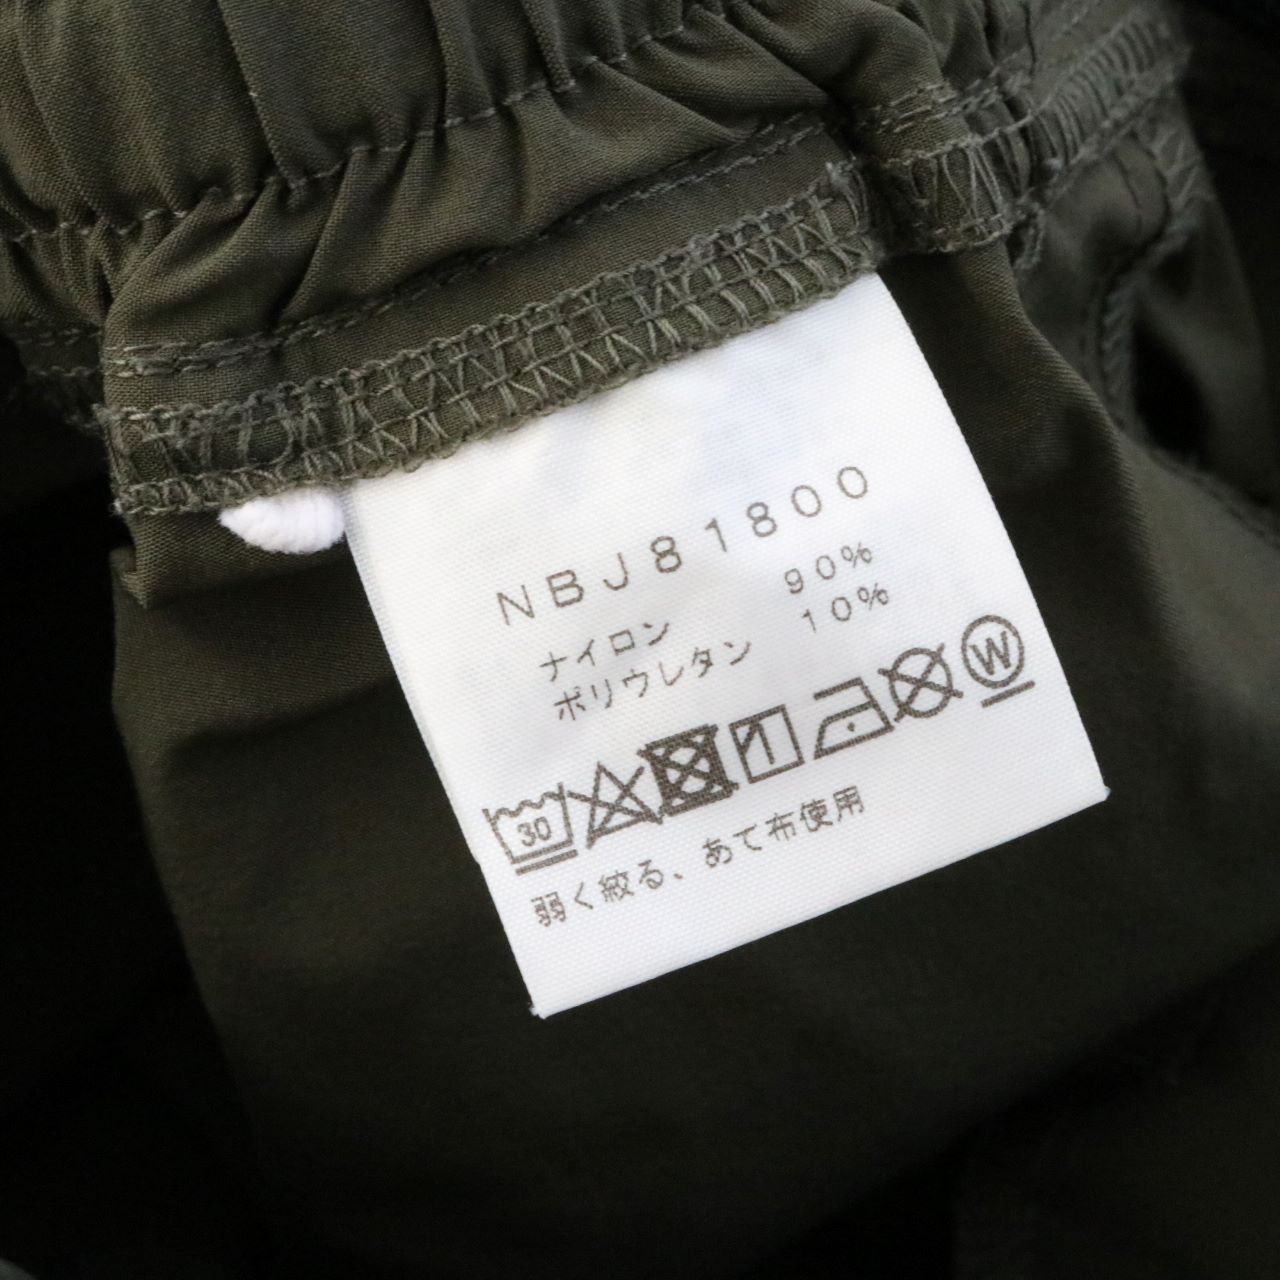 NBJ81800
ナイロン 90%
ポリウレタン 10%
30 W
弱く絞る、あて布使用